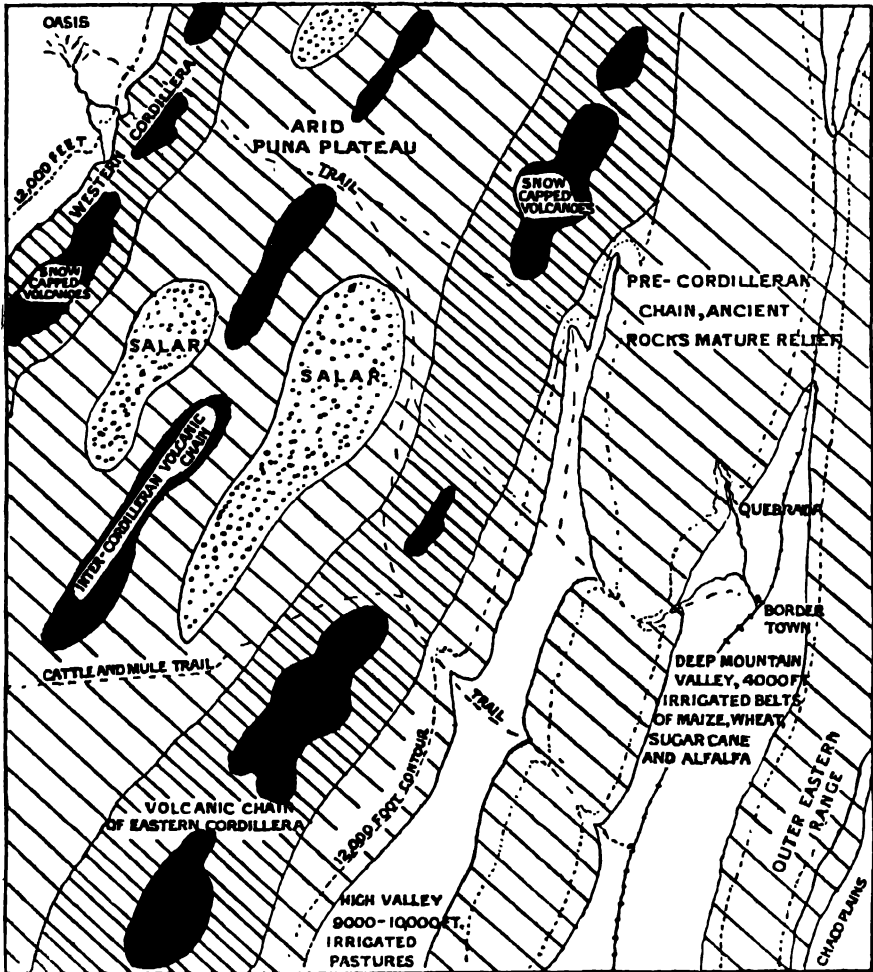 OASIS
12,000 FEET
WESTERN CORDILLERA
ARID
PUNA PLATEAU
TRAIL
SNOW
CAPPED
VOLCANOES
SNOW
CAPPED
VOLCANOES
PRE-CORDILLERAN
CHAIN, ANCIENT
ROCKS MATURE RELIEF
SALAR
SALAR
INTER-CORDILLERAN VOLCANIC
CHAIN
QUEBRADA
BORDER
TOWN
CATTLE AND MULE TRAIL
DEEP MOUNTAIN
VALLEY, 4000 FT.
IRRIGATED BELTS
OF MAIZE, WHEAT,
SUGAR CANE
AND ALFALFA
TRAIL
12,000 FOOT CONTOUR
VOLCANIC CHAIN
OF EASTERN CORDILLERA
OUTER EASTERN
RANGE
HIGH VALLEY
9000-10,000 FT.
IRRIGATED
PASTURES
CHACO PLAINS